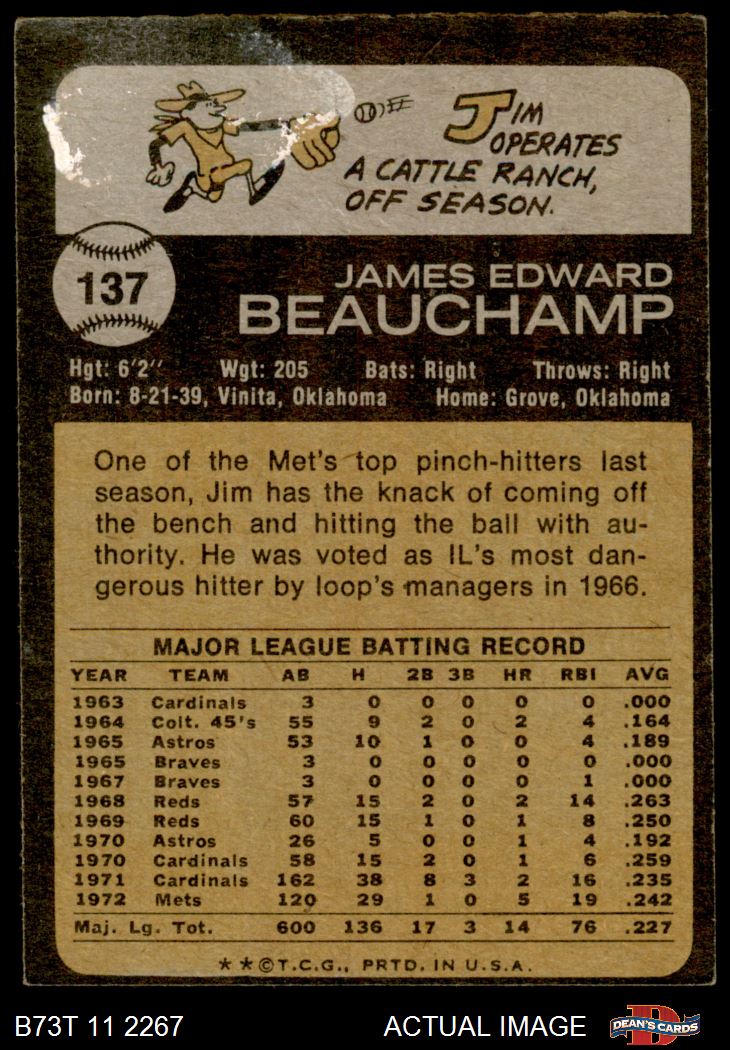 JIM
OPERATES
A CATTLE RANCH,
OFF SEASON.
137
JAMES EDWARD
BEAUCHAMP
Hgt: 6'2" Wgt: 205 Bats: Right Throws: Right
Born: 8-21-39, Vinita, Oklahoma Home: Grove, Oklahoma
One of the Met's top pinch-hitters last
season, Jim has the knack of coming off
the bench and hitting the ball with au-
thority. He was voted as IL's most dan-
gerous hitter by loop's managers in 1966.
MAJOR LEAGUE BATTING RECORD
YEAR TEAM AB H 2B 3B HR RBI AVG
1963 Cardinals 3 0 0 0 0 0 .000
1964 Colt. 45's 55 9 2 0 2 4 .164
1965 Astros 53 10 1 0 0 4 .189
1965 Braves 3 0 0 0 0 0 .000
1967 Braves 3 0 0 0 0 1 .000
1968 Reds 57 15 2 0 2 14 .263
1969 Reds 60 15 1 0 1 8 .250
1970 Astros 26 5 0 0 1 4 .192
1970 Cardinals 58 15 2 0 1 6 .259
1971 Cardinals 162 38 8 3 2 16 .235
1972 Mets 120 29 1 0 5 19 .242
Maj. Lg. Tot. 600 136 17 3 14 76 .227
* * © T.C.G., PRTD. IN U.S.A.
B73T 11 2267 ACTUAL IMAGE DEAN'S CARDS